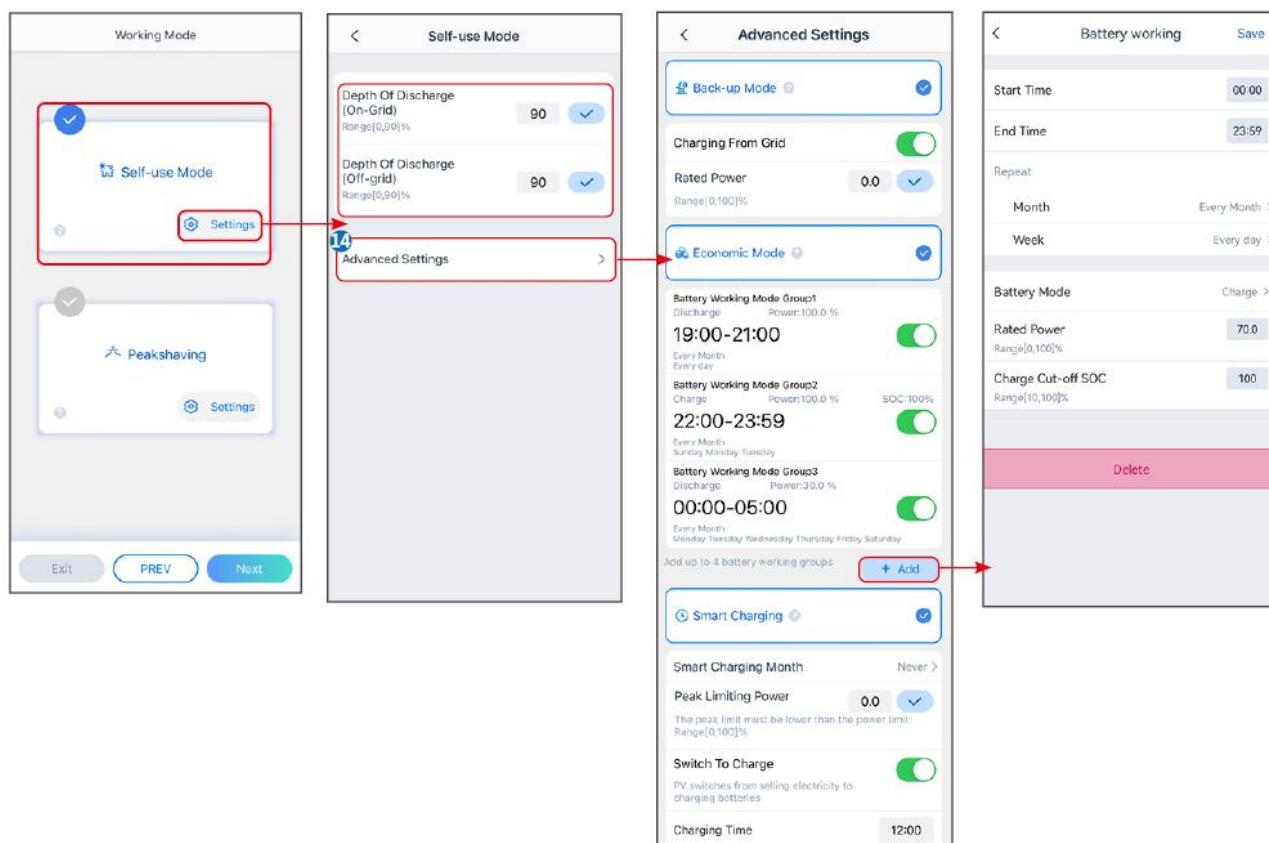 Working Mode
Self-use Mode
Settings
Peakshaving
Settings
Exit
PREV
Next
Self-use Mode
Depth Of Discharge
(On-Grid)
90
Range[0,90]%
Depth Of Discharge
(Off-grid)
90
Range[0,90]%
14
Advanced Settings
Advanced Settings
Back-up Mode
Charging From Grid
Rated Power
0.0
Range[0,100]%
Economic Mode
Battery Working Mode Group1
Discharge Power:100.0 %
19:00-21:00
Every Month
Every day
Battery Working Mode Group2
Charge Power:100.0 % SOC:100%
22:00-23:59
Every Month
Sunday Monday Tuesday
Battery Working Mode Group3
Discharge Power:30.0 %
00:00-05:00
Every Month
Monday Tuesday Wednesday Thursday Friday Saturday
Add up to 4 battery working groups
+ Add
Smart Charging
Smart Charging Month Never
Peak Limiting Power
0.0
The peak limit must be lower than the power limit.
Range[0,100]%
Switch To Charge
PV switches from selling electricity to
charging batteries
Charging Time 12:00
Battery working Save
Start Time 00:00
End Time 23:59
Repeat
Month Every Month
Week Every day
Battery Mode Charge
Rated Power 70.0
Range[0,100]%
Charge Cut-off SOC 100
Range[10,100]%
Delete